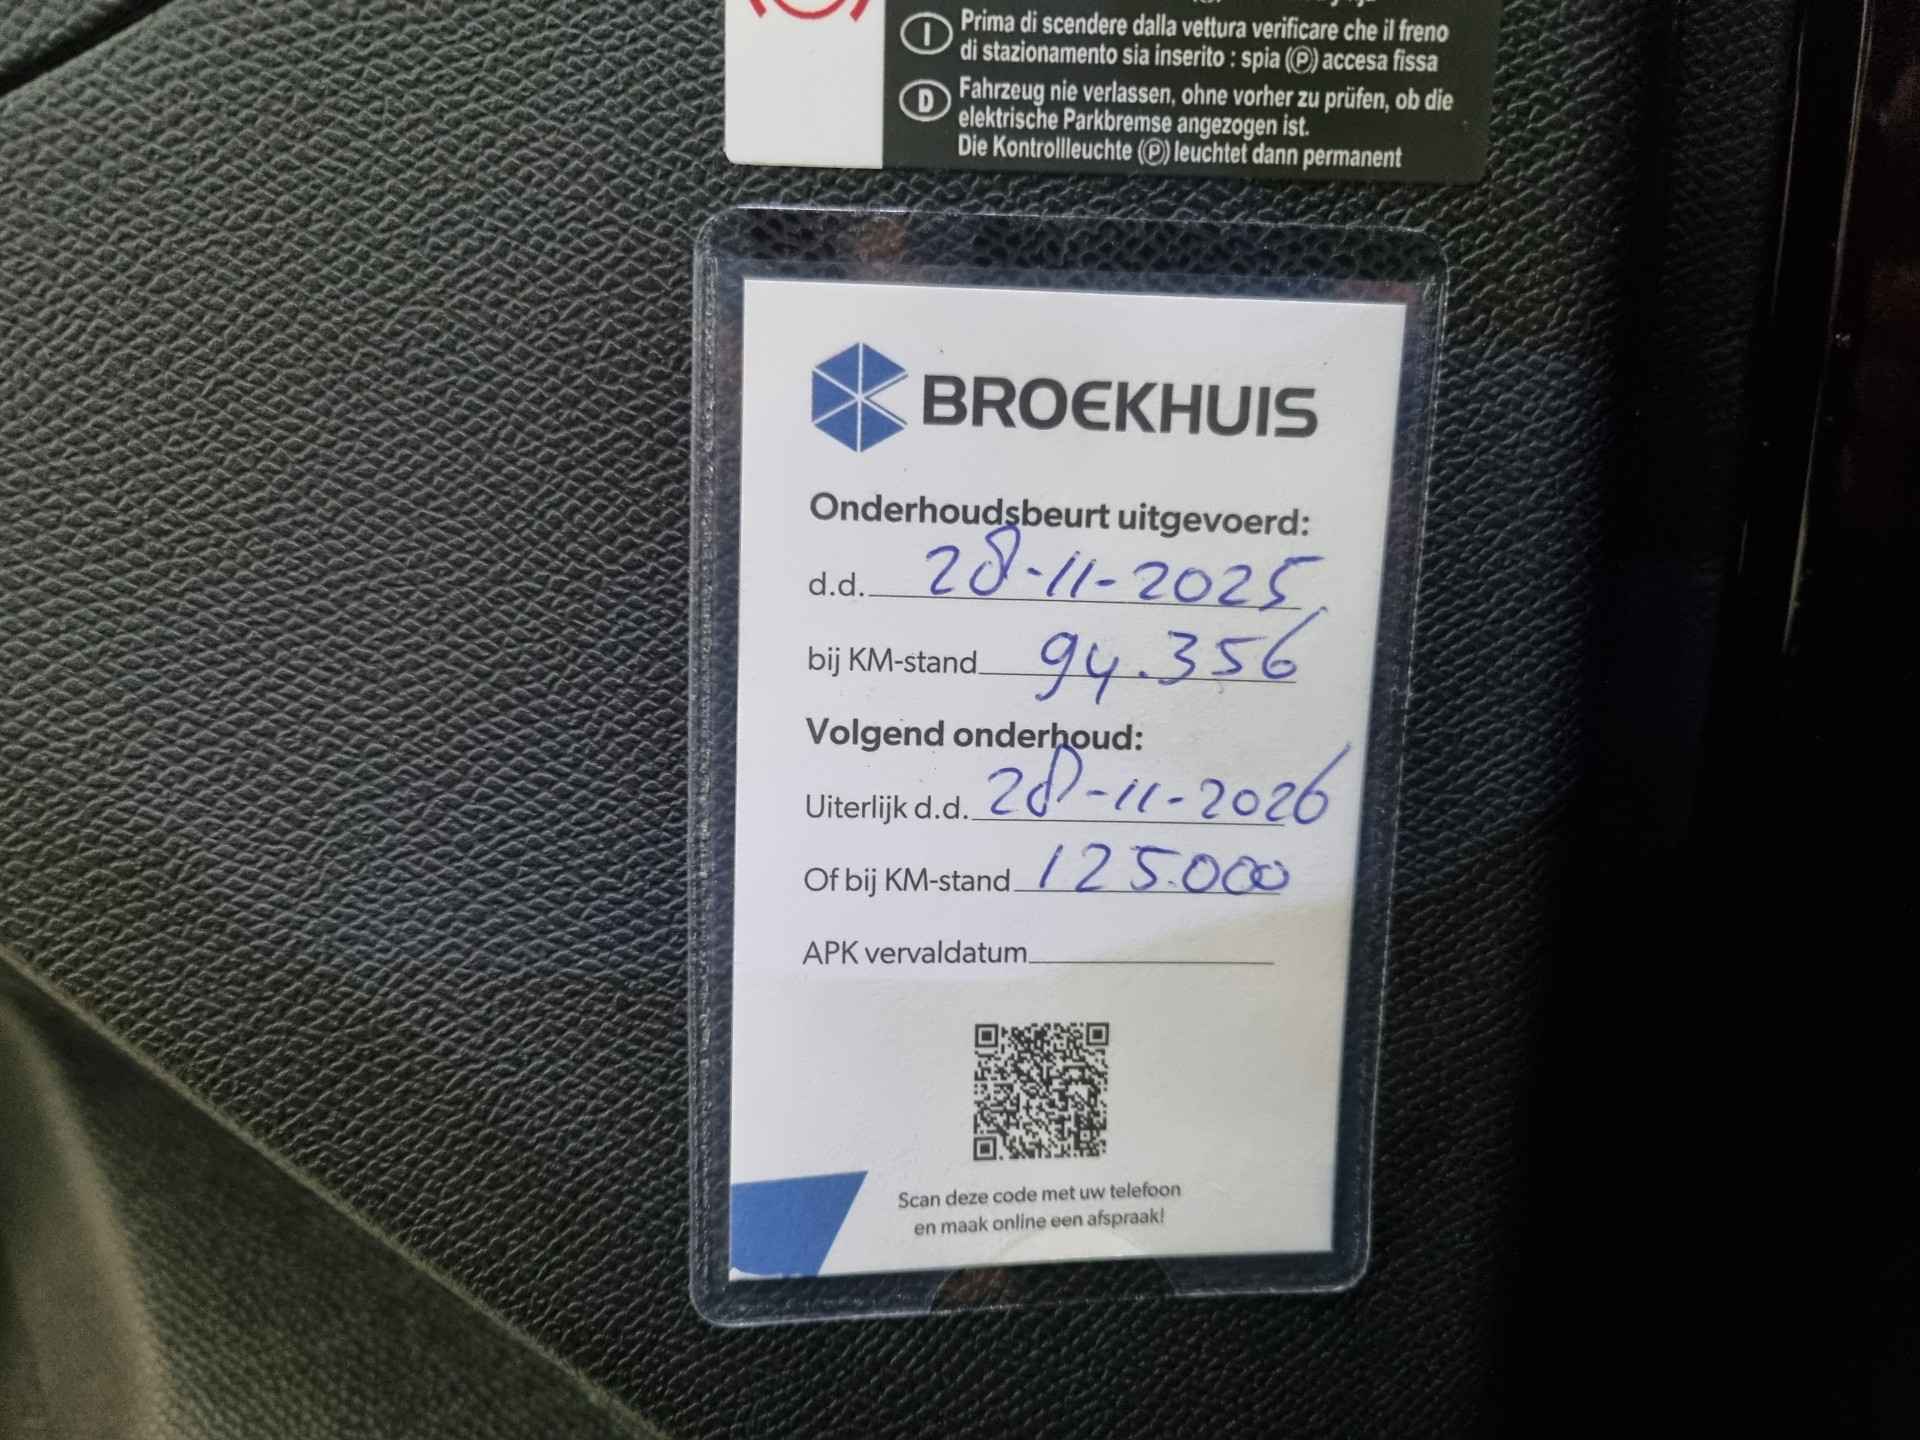 I Prima di scendere dalla vettura verificare che il freno
di stazionamento sia inserito : spia (Ⓟ) accesa fissa
D Fahrzeug nie verlassen, ohne vorher zu prüfen, ob die
elektrische Parkbremse angezogen ist.
Die Kontrollleuchte (Ⓟ) leuchtet dann permanent
BROEKHUIS
Onderhoudsbeurt uitgevoerd:
d.d. 28-11-2025
bij KM-stand 94.356
Volgend onderhoud:
Uiterlijk d.d. 28-11-2026
Of bij KM-stand 125.000
APK vervaldatum
Scan deze code met uw telefoon
en maak online een afspraak!